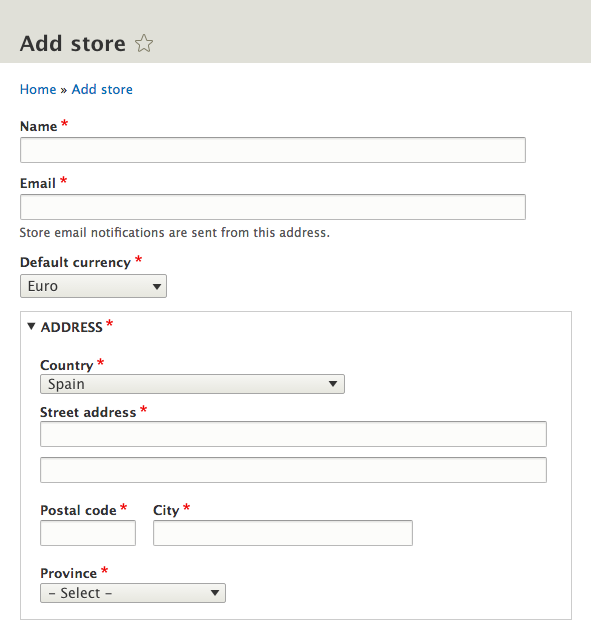 Add store
Home » Add store
Name *
Email *
Store email notifications are sent from this address.
Default currency *
Euro
ADDRESS *
Country *
Spain
Street address *
Postal code * City *
Province *
– Select –